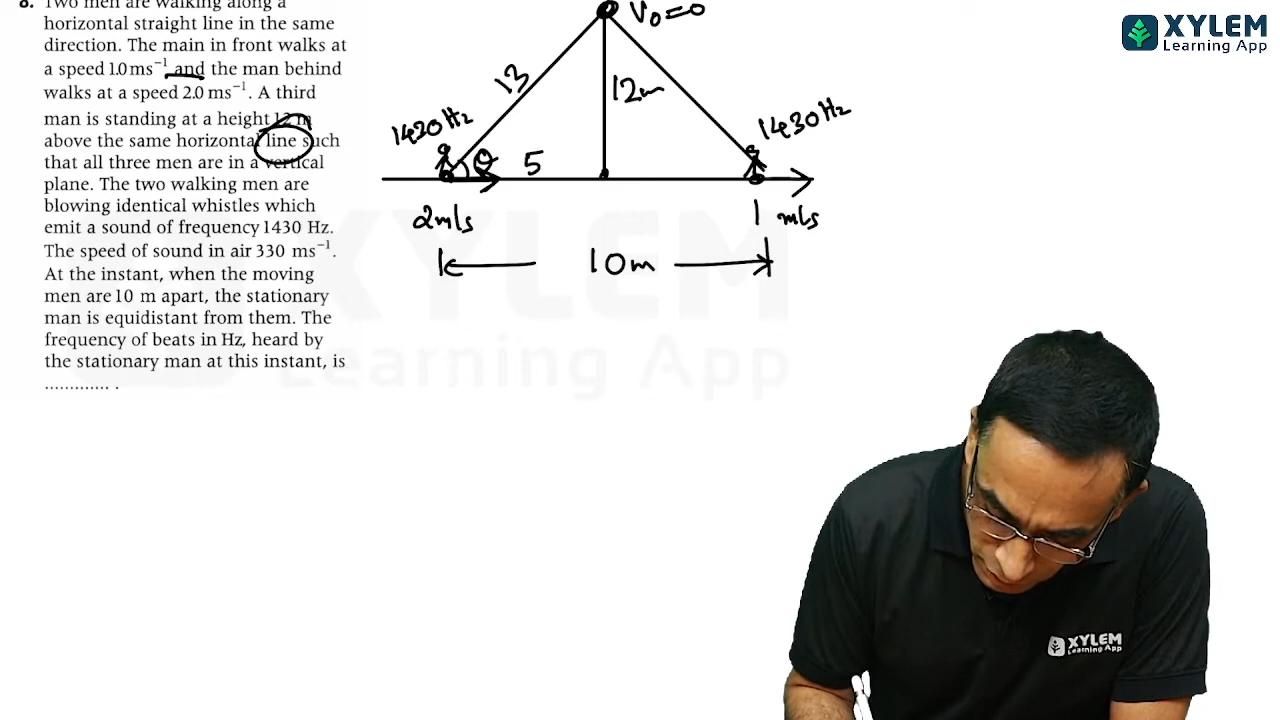 8. Two men are walking along a
horizontal straight line in the same
direction. The main in front walks at
a speed 1.0 ms⁻¹ and the man behind
walks at a speed 2.0 ms⁻¹. A third
man is standing at a height 12 m
above the same horizontal line such
that all three men are in a vertical
plane. The two walking men are
blowing identical whistles which
emit a sound of frequency 1430 Hz.
The speed of sound in air 330 ms⁻¹.
At the instant, when the moving
men are 10 m apart, the stationary
man is equidistant from them. The
frequency of beats in Hz, heard by
the stationary man at this instant, is
............. .
V₀=0
13
12m
1430Hz
1430Hz
θ
5
2m/s
1 m/s
10m
XYLEM
Learning App
XYLEM
Learning App
XYLEM
Learning App